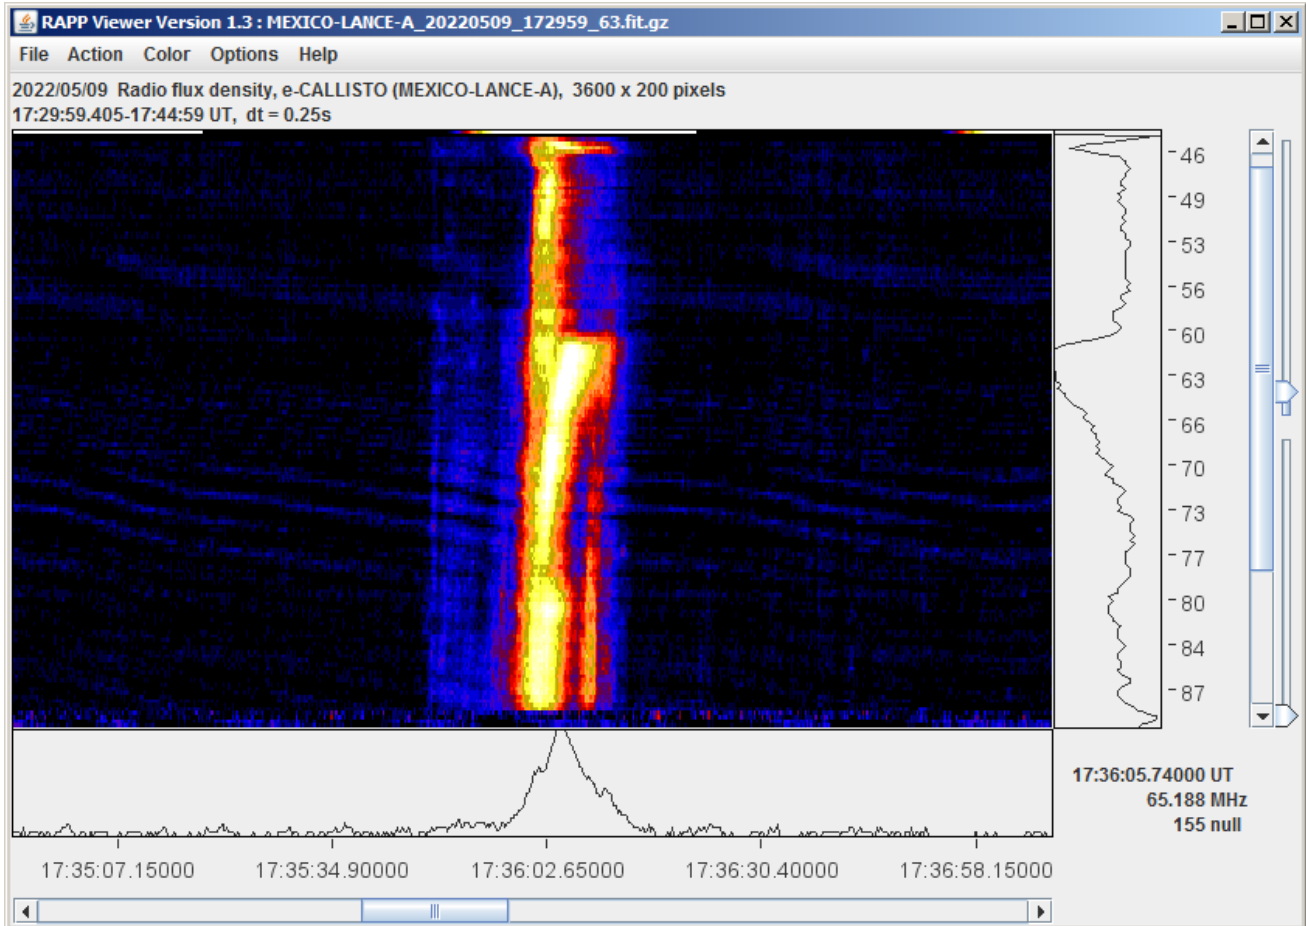 RAPP Viewer Version 1.3 : MEXICO-LANCE-A_20220509_172959_63.fit.gz
File Action Color Options Help
2022/05/09 Radio flux density, e-CALLISTO (MEXICO-LANCE-A), 3600 x 200 pixels
17:29:59.405-17:44:59 UT, dt = 0.25s
46
49
53
56
60
63
66
70
73
77
80
84
87
17:36:05.74000 UT
65.188 MHz
155 null
17:35:07.15000 17:35:34.90000 17:36:02.65000 17:36:30.40000 17:36:58.15000